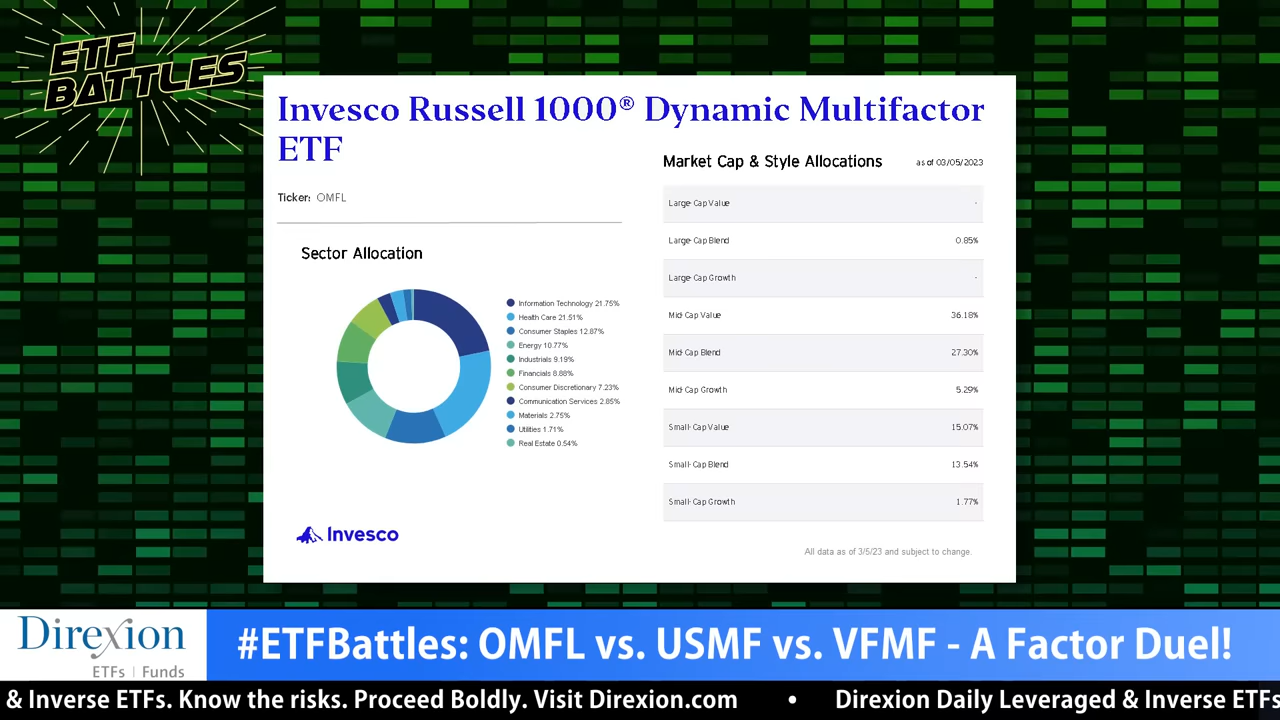 ETF
BATTLES
Invesco Russell 1000® Dynamic Multifactor
ETF
Ticker: OMFL
Sector Allocation
Information Technology 21.75%
Health Care 21.51%
Consumer Staples 12.87%
Energy 10.77%
Industrials 9.19%
Financials 8.88%
Consumer Discretionary 7.23%
Communication Services 2.85%
Materials 2.75%
Utilities 1.71%
Real Estate 0.54%
Invesco
Market Cap & Style Allocations as of 03/05/2023
Large-Cap Value -
Large-Cap Blend 0.85%
Large-Cap Growth -
Mid-Cap Value 36.18%
Mid-Cap Blend 27.30%
Mid-Cap Growth 5.29%
Small-Cap Value 15.07%
Small-Cap Blend 13.54%
Small-Cap Growth 1.77%
All data as of 3/5/23 and subject to change.
Direxion
ETFs | Funds
#ETFBattles: OMFL vs. USMF vs. VFMF - A Factor Duel!
& Inverse ETFs. Know the risks. Proceed Boldly. Visit Direxion.com • Direxion Daily Leveraged & Inverse ETFs